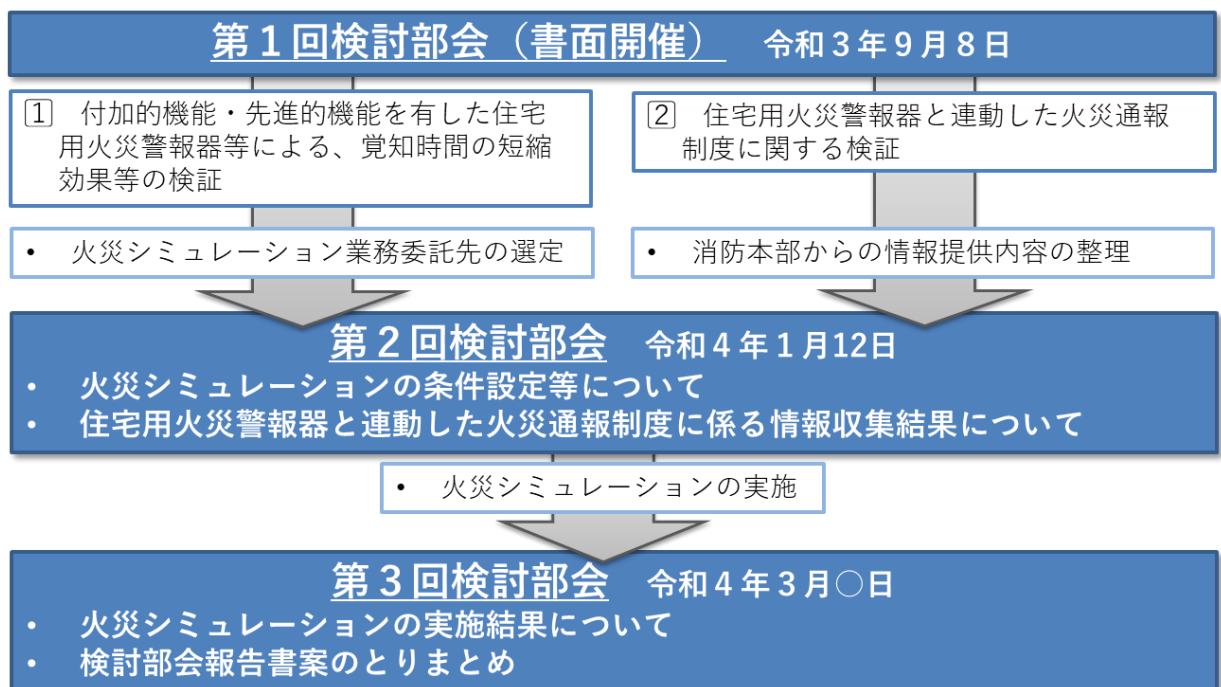 第１回検討部会（書面開催） 令和３年９月８日
1 付加的機能・先進的機能を有した住宅
用火災警報器等による、覚知時間の短縮
効果等の検証
2 住宅用火災警報器と連動した火災通報
制度に関する検証
• 火災シミュレーション業務委託先の選定
• 消防本部からの情報提供内容の整理
第２回検討部会 令和４年１月12日
• 火災シミュレーションの条件設定等について
• 住宅用火災警報器と連動した火災通報制度に係る情報収集結果について
• 火災シミュレーションの実施
第３回検討部会 令和４年３月○日
• 火災シミュレーションの実施結果について
• 検討部会報告書案のとりまとめ